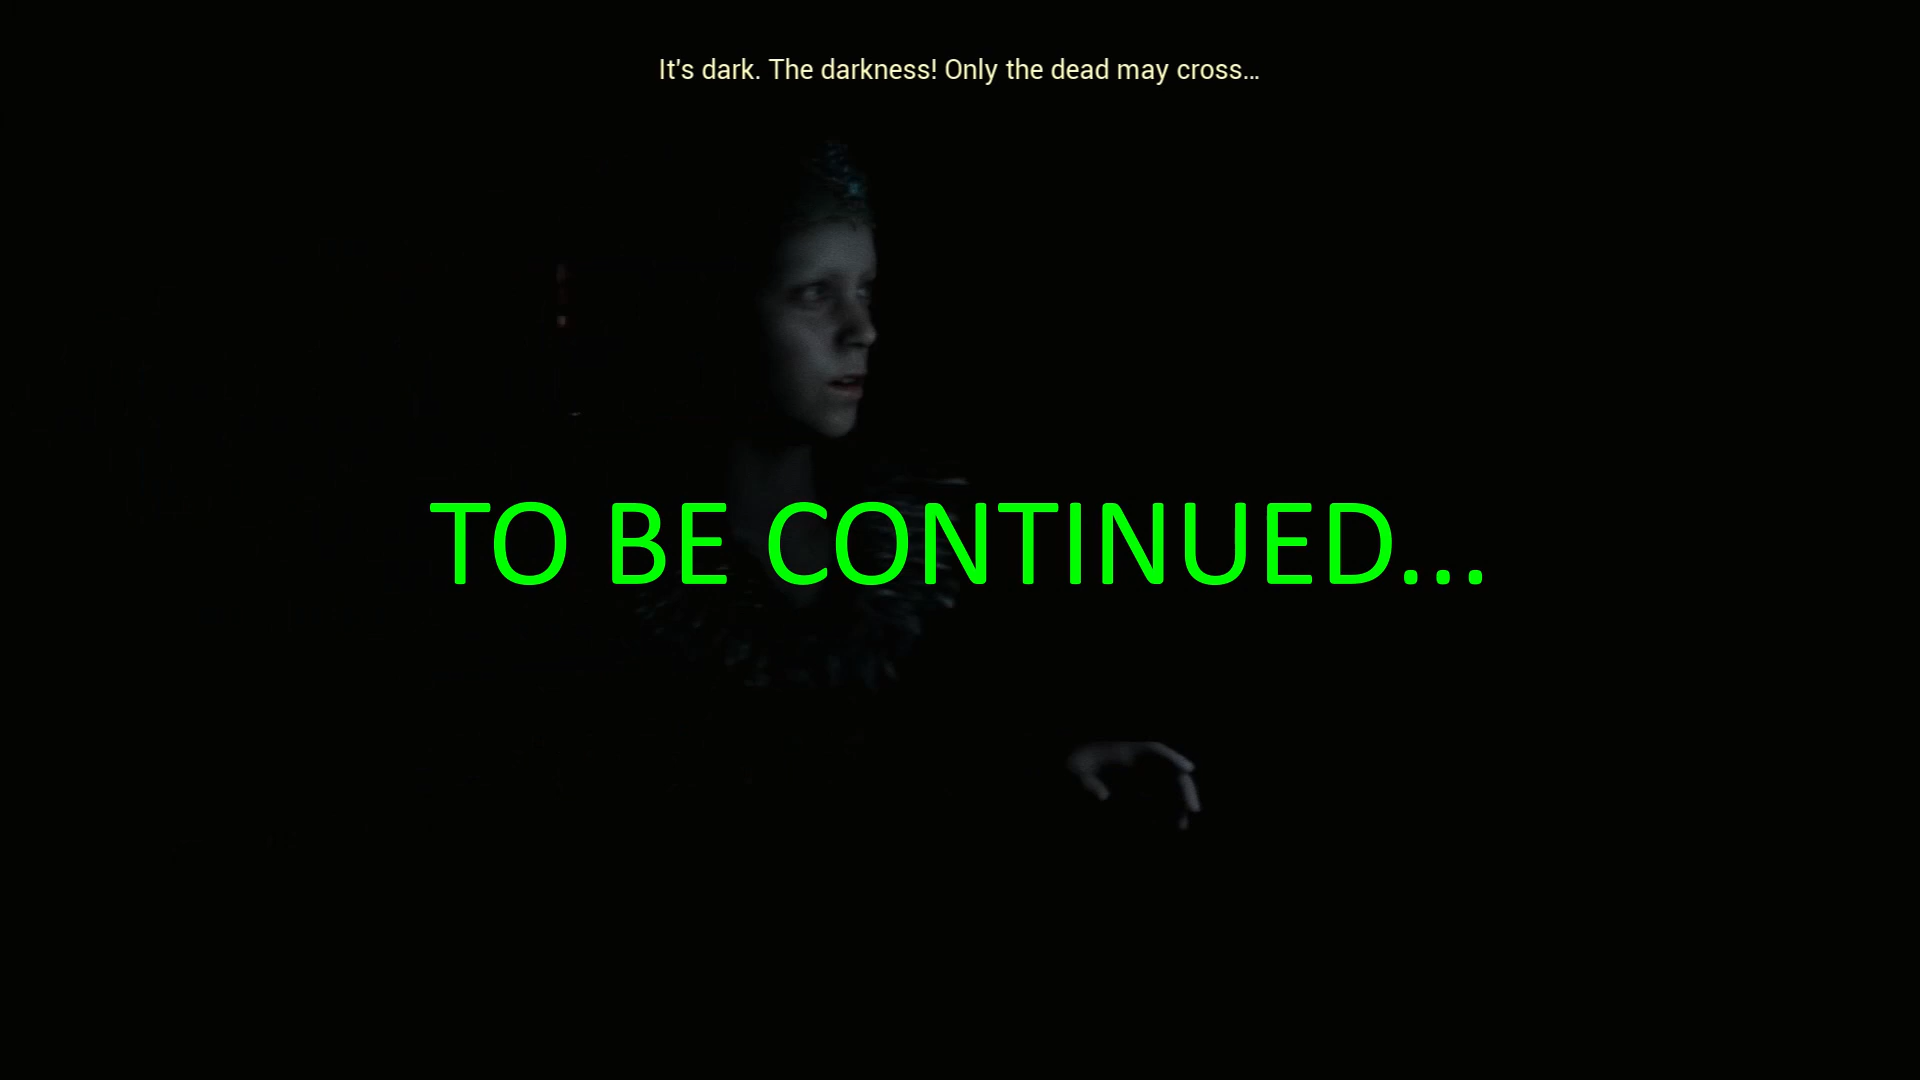 It's dark. The darkness! Only the dead may cross...
TO BE CONTINUED...